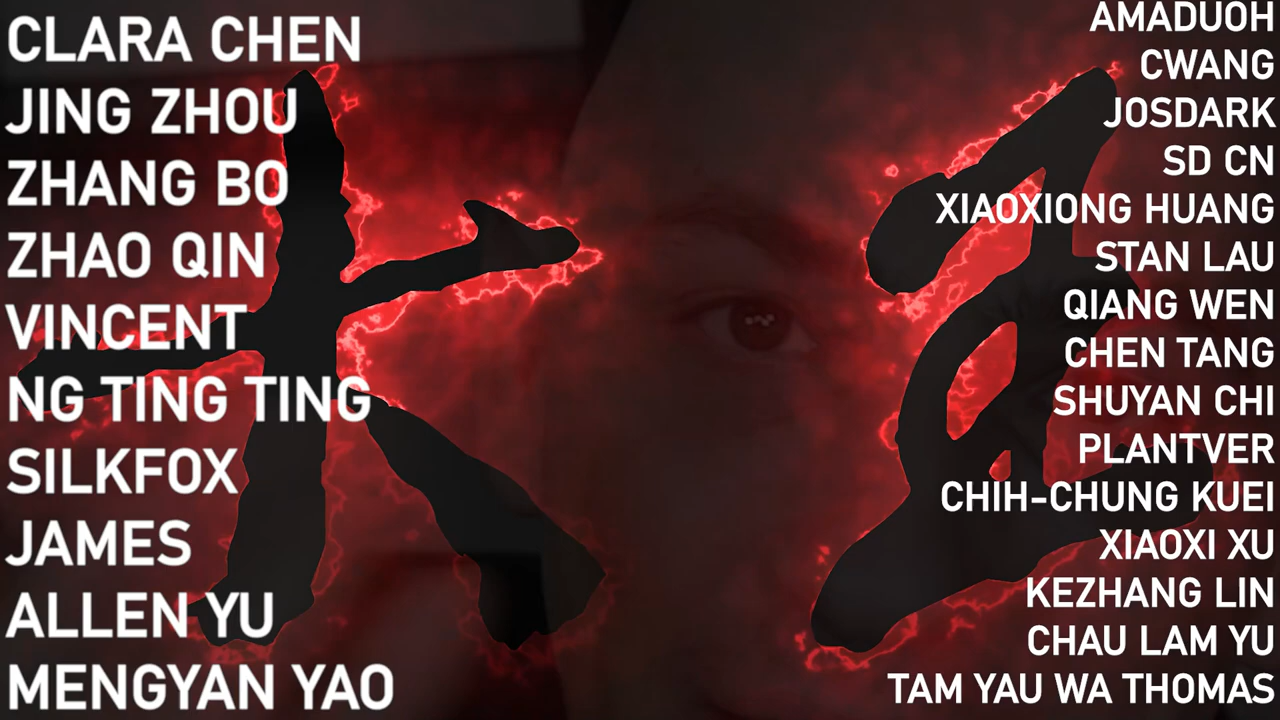 CLARA CHEN
JING ZHOU
ZHANG BO
ZHAO QIN
VINCENT
NG TING TING
SILKFOX
JAMES
ALLEN YU
MENGYAN YAO
AMADUOH
CWANG
JOSDARK
SD CN
XIAOXIONG HUANG
STAN LAU
QIANG WEN
CHEN TANG
SHUYAN CHI
PLANTVER
CHIH-CHUNG KUEI
XIAOXI XU
KEZHANG LIN
CHAU LAM YU
TAM YAU WA THOMAS